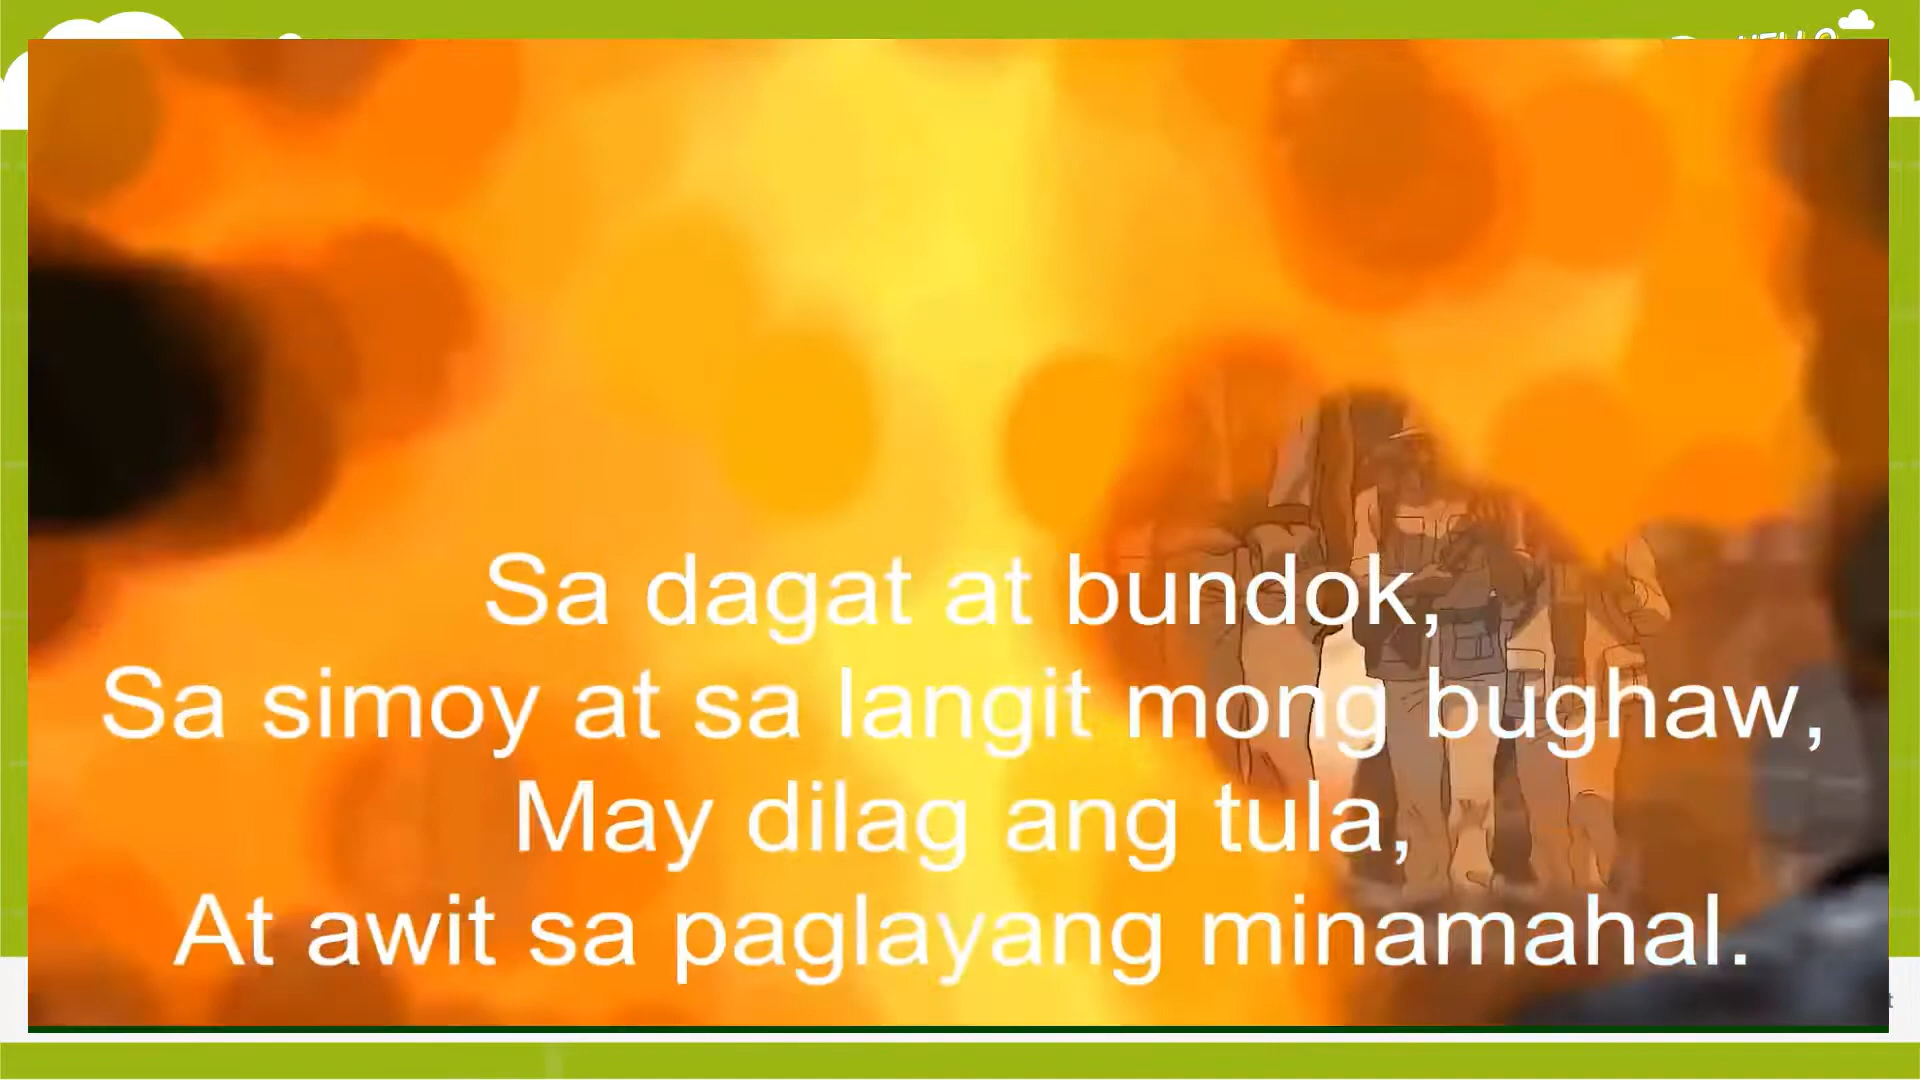 HELLO
Sa dagat at bundok,
Sa simoy at sa langit mong bughaw,
May dilag ang tula,
At awit sa paglayang minamahal.